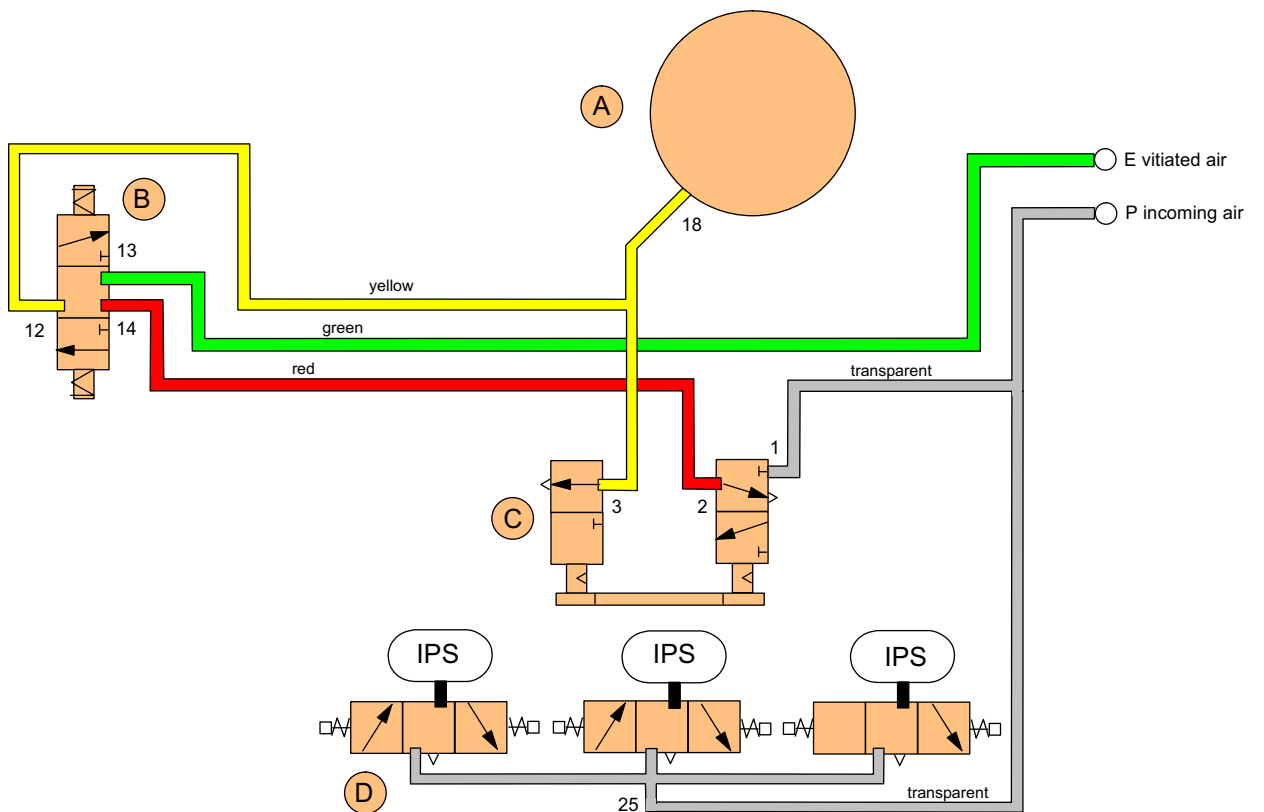 A
E vitiated air
B
P incoming air
18
13
yellow
12
14
green
red
transparent
1
3
2
C
IPS
IPS
IPS
D
25
transparent